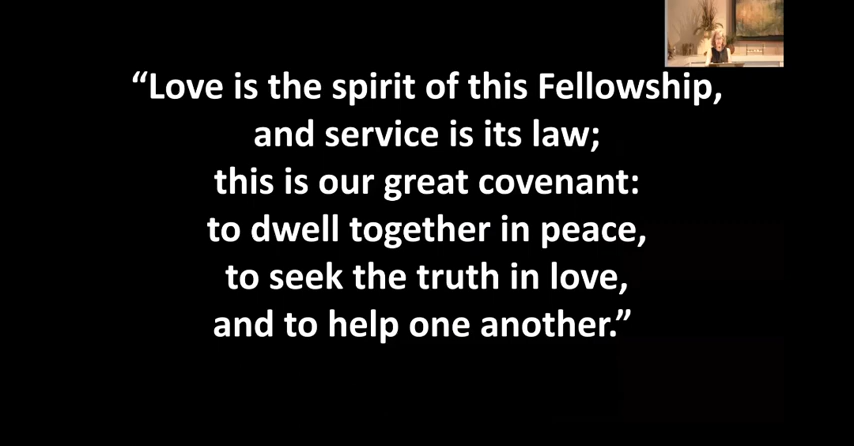 “Love is the spirit of this Fellowship,
and service is its law;
this is our great covenant:
to dwell together in peace,
to seek the truth in love,
and to help one another.”